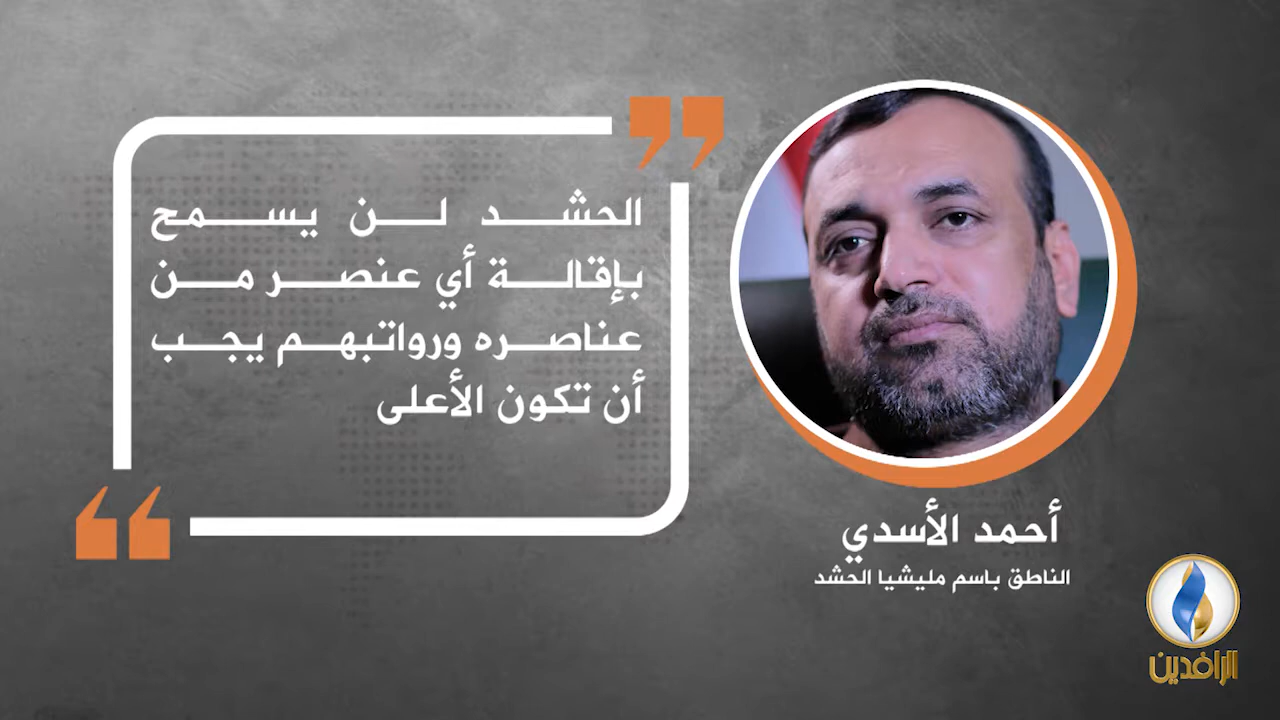 الحشد لن يسمح
بإقالة أي عنصر من
عناصره ورواتبهم يجب
أن تكون الأعلى
أحمد الأسدي
الناطق باسم مليشيا الحشد
الرافدين